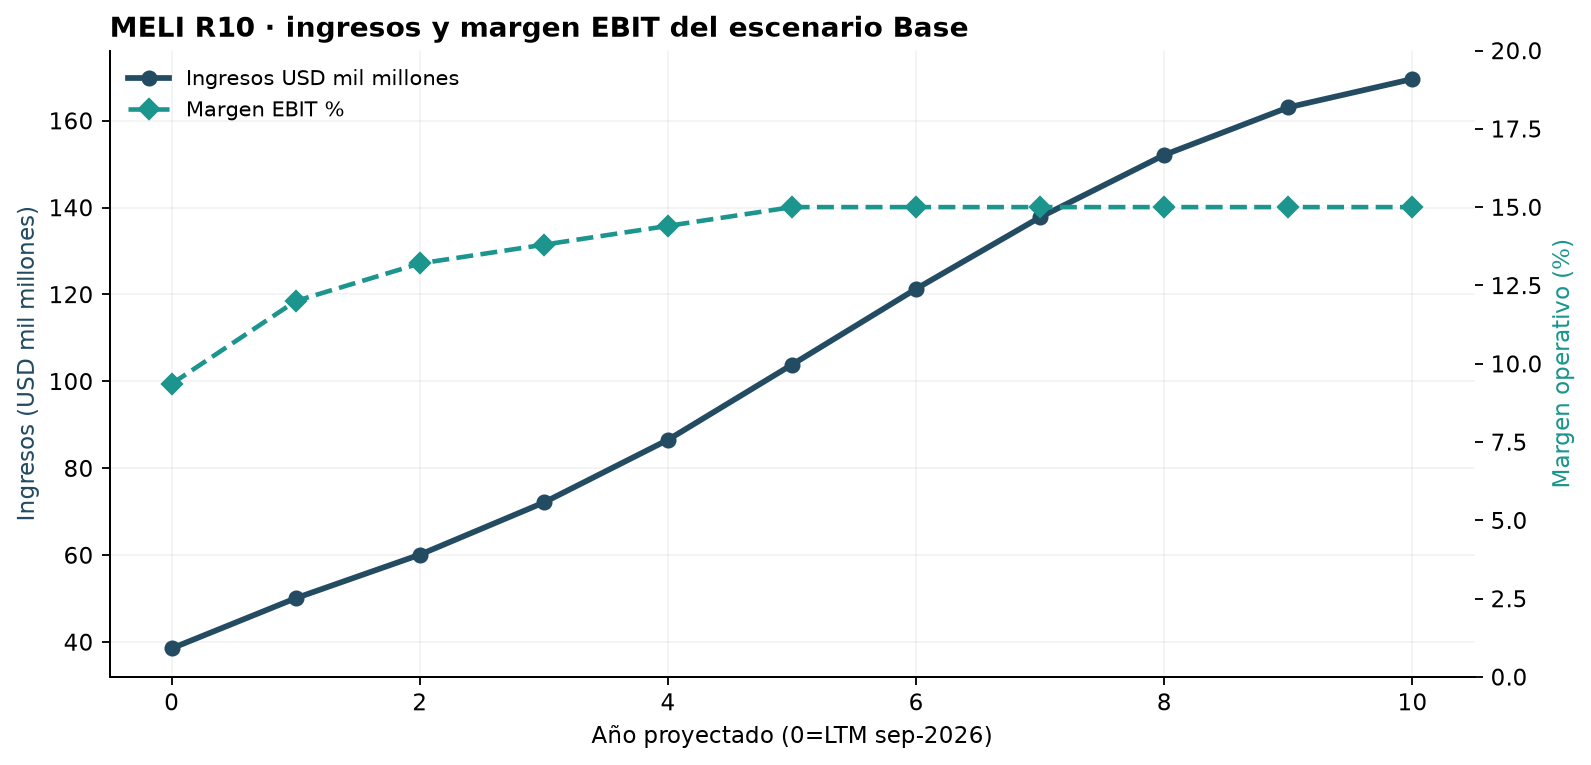 MELI R10 · ingresos y margen EBIT del escenario Base
Ingresos USD mil millones
Margen EBIT %
Ingresos (USD mil millones)
160
140
120
100
80
60
40
20.0
17.5
15.0
12.5
10.0
7.5
5.0
2.5
0.0
Margen operativo (%)
0 2 4 6 8 10
Año proyectado (0=LTM sep-2026)